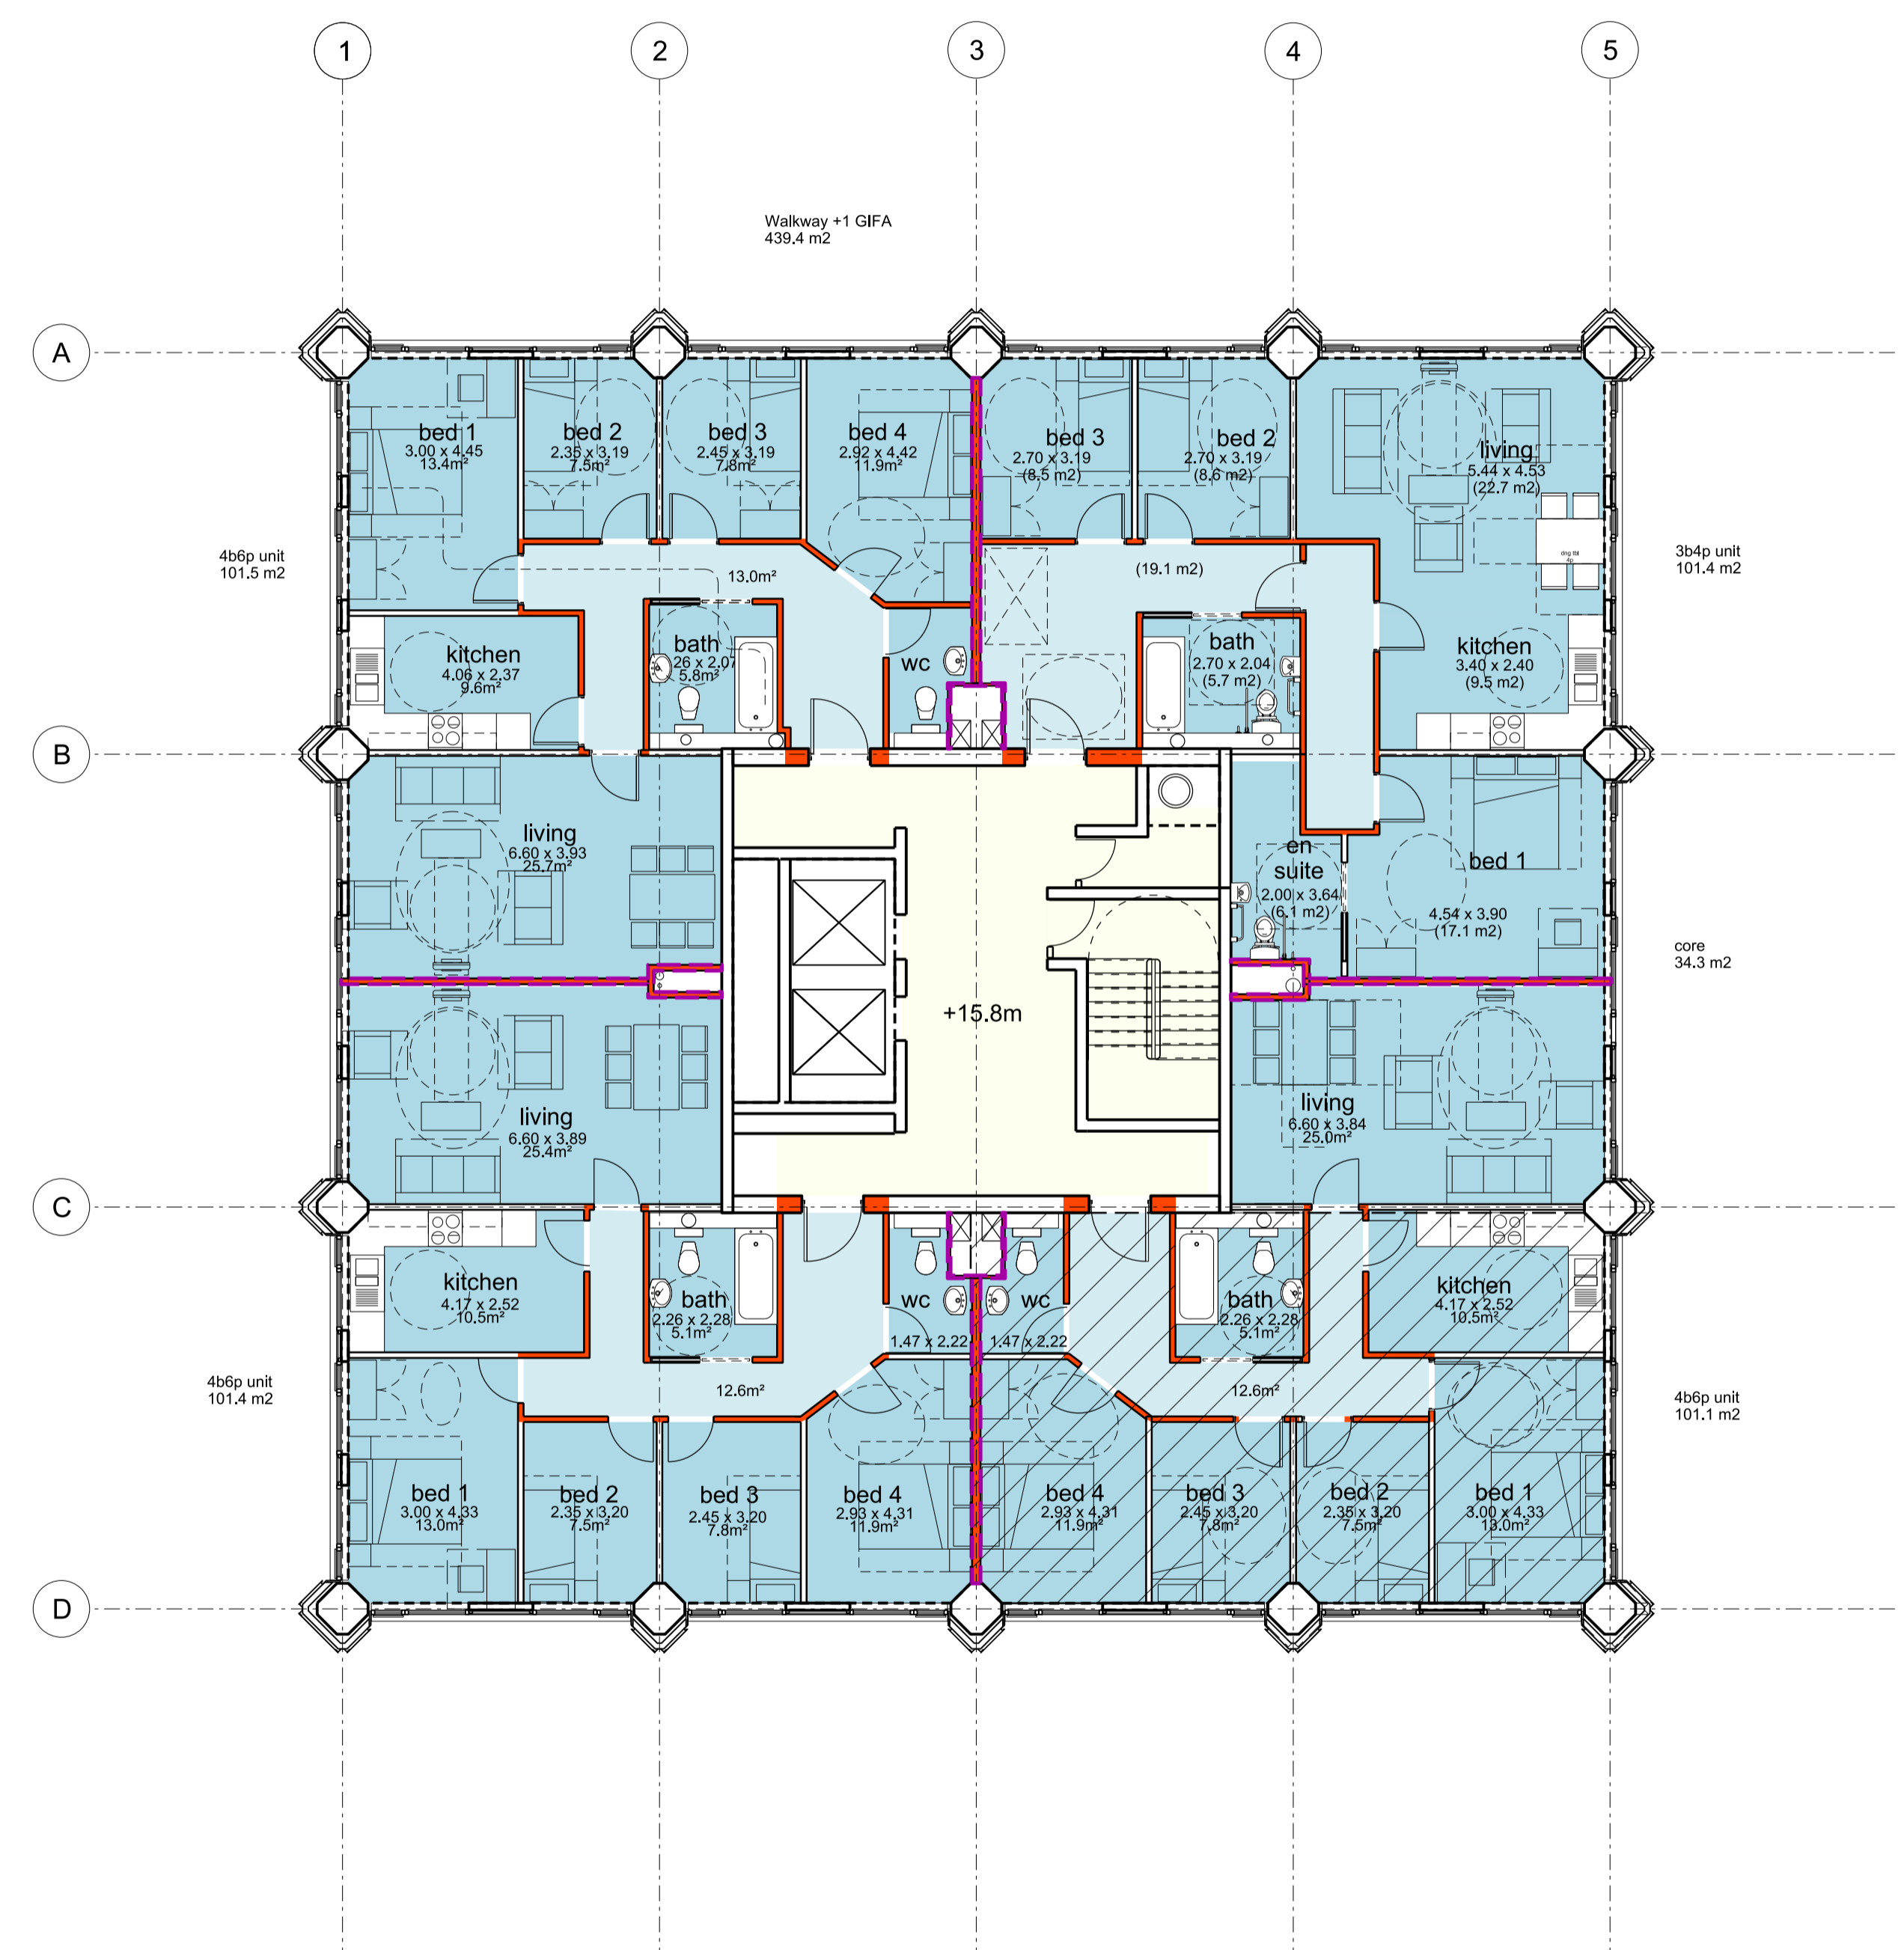 1
2
3
4
5
Walkway +1 GIFA
439.4 m2
A
bed 1
3.00 x 4.45
13.4m²
bed 2
2.35 x 3.19
7.5m²
bed 3
2.45 x 3.19
7.8m²
bed 4
2.92 x 4.42
11.9m²
bed 3
2.70 x 3.19
(8.5 m2)
bed 2
2.70 x 3.19
(8.6 m2)
living
5.44 x 4.53
(22.7 m2)
4b6p unit
101.5 m2
13.0m²
(19.1 m2)
dng tbl
4p
3b4p unit
101.4 m2
kitchen
4.06 x 2.37
9.6m²
bath
26 x 2.07
5.8m²
wc
bath
2.70 x 2.04
(5.7 m2)
kitchen
3.40 x 2.40
(9.5 m2)
B
living
6.60 x 3.93
25.7m²
en
suite
2.00 x 3.64
(6.1 m2)
bed 1
4.54 x 3.90
(17.1 m2)
core
34.3 m2
+15.8m
living
6.60 x 3.89
25.4m²
living
6.60 x 3.84
25.0m²
C
kitchen
4.17 x 2.52
10.5m²
bath
2.26 x 2.28
5.1m²
wc
1.47 x 2.22
wc
1.47 x 2.22
bath
2.26 x 2.28
5.1m²
kitchen
4.17 x 2.52
10.5m²
4b6p unit
101.4 m2
12.6m²
12.6m²
4b6p unit
101.1 m2
bed 1
3.00 x 4.33
13.0m²
bed 2
2.35 x 3.20
7.5m²
bed 3
2.45 x 3.20
7.8m²
bed 4
2.93 x 4.31
11.9m²
bed 4
2.93 x 4.31
11.9m²
bed 3
2.45 x 3.20
7.8m²
bed 2
2.35 x 3.20
7.5m²
bed 1
3.00 x 4.33
13.0m²
D